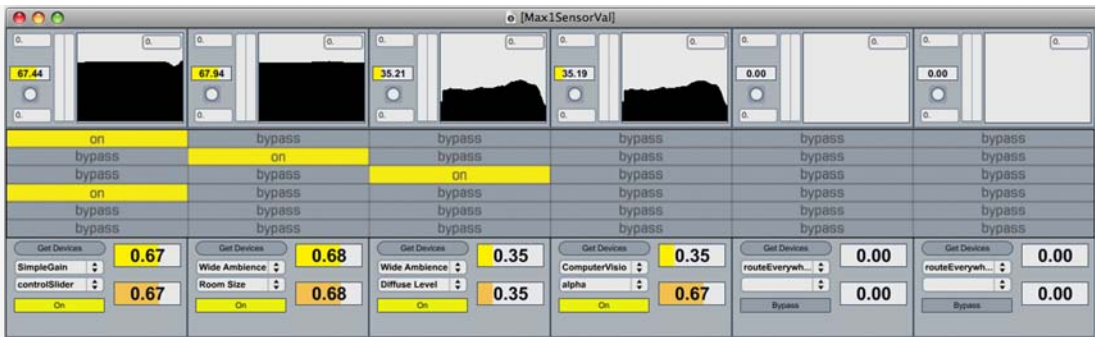 [Max1SensorVal]
0. 0. 0. 0. 0. 0. 0. 0. 0. 0. 0. 0.
67.44 67.94 35.21 35.19 0.00 0.00
0. 0. 0. 0. 0. 0.
on bypass bypass bypass bypass bypass
bypass on bypass bypass bypass bypass
bypass bypass on bypass bypass bypass
on bypass bypass bypass bypass bypass
bypass bypass bypass bypass bypass bypass
bypass bypass bypass bypass bypass bypass
Get Devices 0.67 Get Devices 0.68 Get Devices 0.35 Get Devices 0.35 Get Devices 0.00 Get Devices 0.00
SimpleGain Wide Ambience Wide Ambience ComputerVisio routeEverywh... routeEverywh...
controlSlider 0.67 Room Size 0.68 Diffuse Level 0.35 alpha 0.67 0.00 0.00
On On On On Bypass Bypass